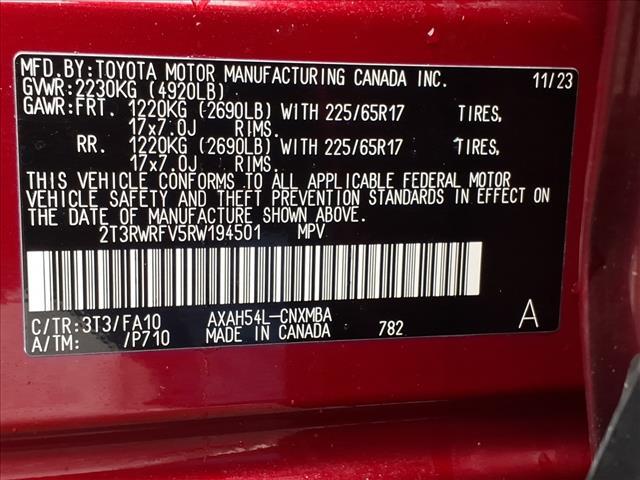 MFD.BY:TOYOTA MOTOR MANUFACTURING CANADA INC. 11/23
GVWR:2230KG (4920LB)
GAWR:FRT. 1220KG (2690LB) WITH 225/65R17 TIRES,
17x7.0J RIMS.
RR. 1220KG (2690LB) WITH 225/65R17 TIRES,
17x7.0J RIMS.
THIS VEHICLE CONFORMS TO ALL APPLICABLE FEDERAL MOTOR
VEHICLE SAFETY AND THEFT PREVENTION STANDARDS IN EFFECT
ON THE DATE OF MANUFACTURE SHOWN ABOVE.
2T3RWRFV5RW194501 MPV
C/TR:3T3/FA10 AXAH54L-CNXMBA
A/TM: /P710 MADE IN CANADA 782 A